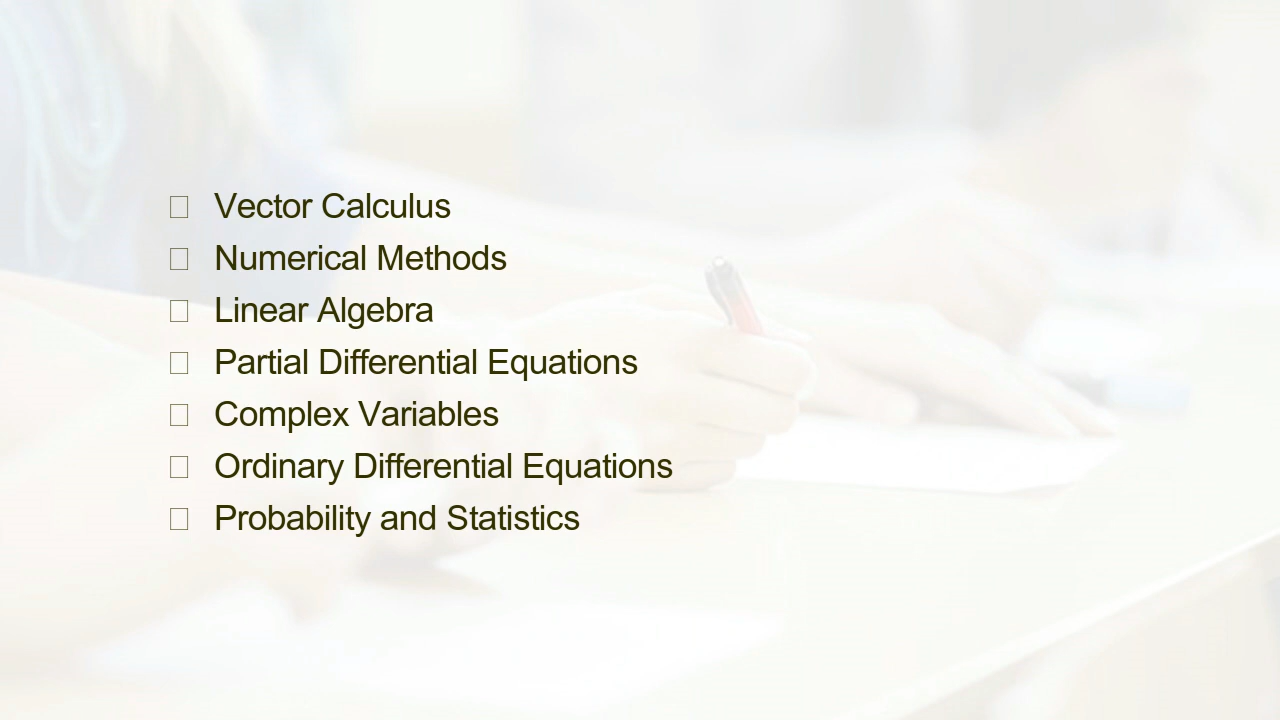 Vector Calculus
Numerical Methods
Linear Algebra
Partial Differential Equations
Complex Variables
Ordinary Differential Equations
Probability and Statistics